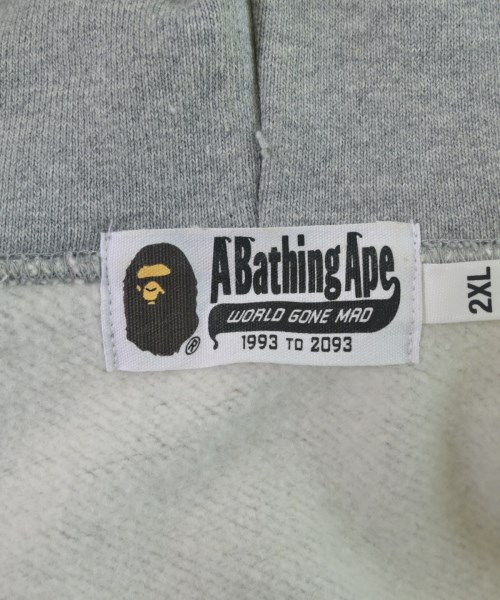 A Bathing Ape
WORLD GONE MAD
1993 TO 2093
®
2XL